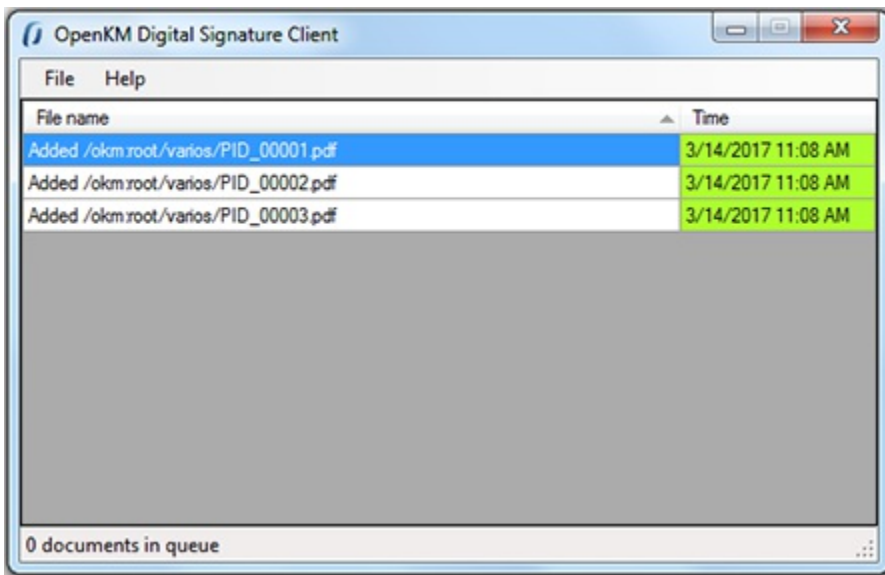 OpenKM Digital Signature Client
File Help
File name Time
Added /okm:root/varios/PID_00001.pdf 3/14/2017 11:08 AM
Added /okm:root/varios/PID_00002.pdf 3/14/2017 11:08 AM
Added /okm:root/varios/PID_00003.pdf 3/14/2017 11:08 AM
0 documents in queue